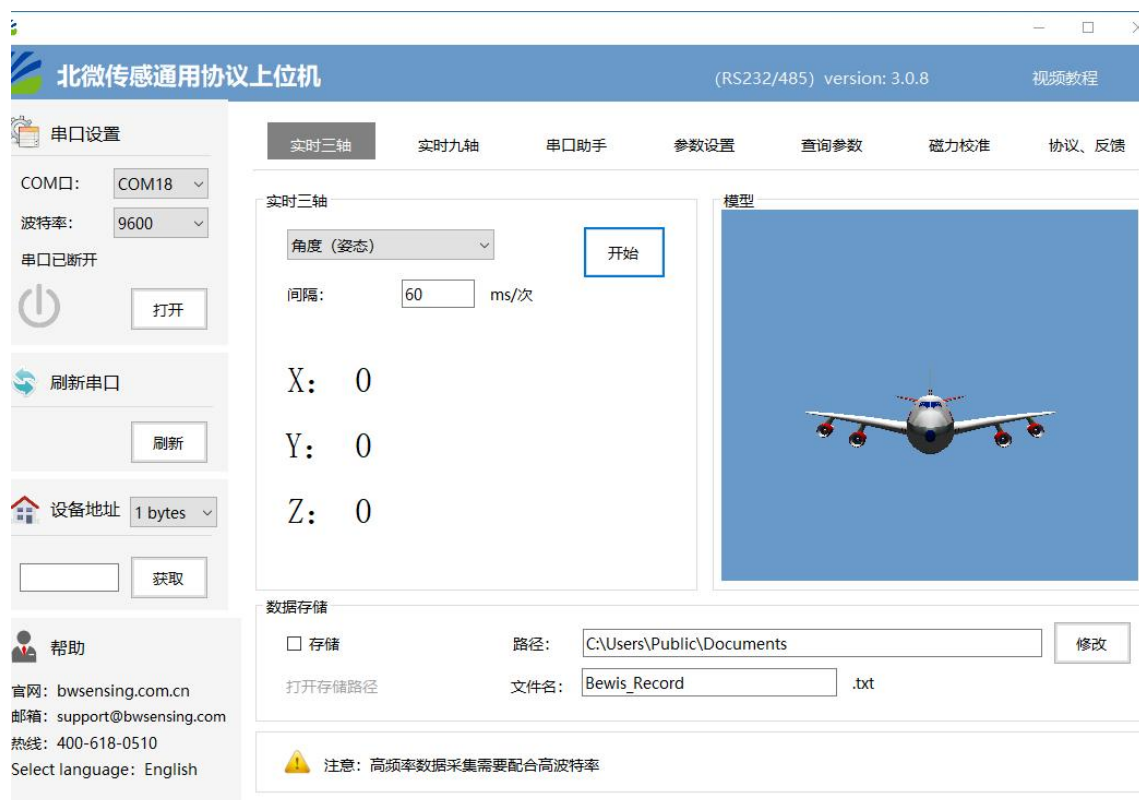 北微传感通用协议上位机
(RS232/485) version: 3.0.8
视频教程
串口设置
COM口:
COM18
波特率:
9600
串口已断开
打开
刷新串口
刷新
设备地址
1 bytes
获取
帮助
官网: bwsensing.com.cn
邮箱: support@bwsensing.com
热线: 400-618-0510
Select language: English
实时三轴
实时九轴
串口助手
参数设置
查询参数
磁力校准
协议、反馈
实时三轴
角度（姿态）
开始
间隔:
60
ms/次
X: 0
Y: 0
Z: 0
模型
数据存储
存储
路径:
C:\Users\Public\Documents
修改
打开存储路径
文件名:
Bewis_Record
.txt
注意: 高频率数据采集需要配合高波特率